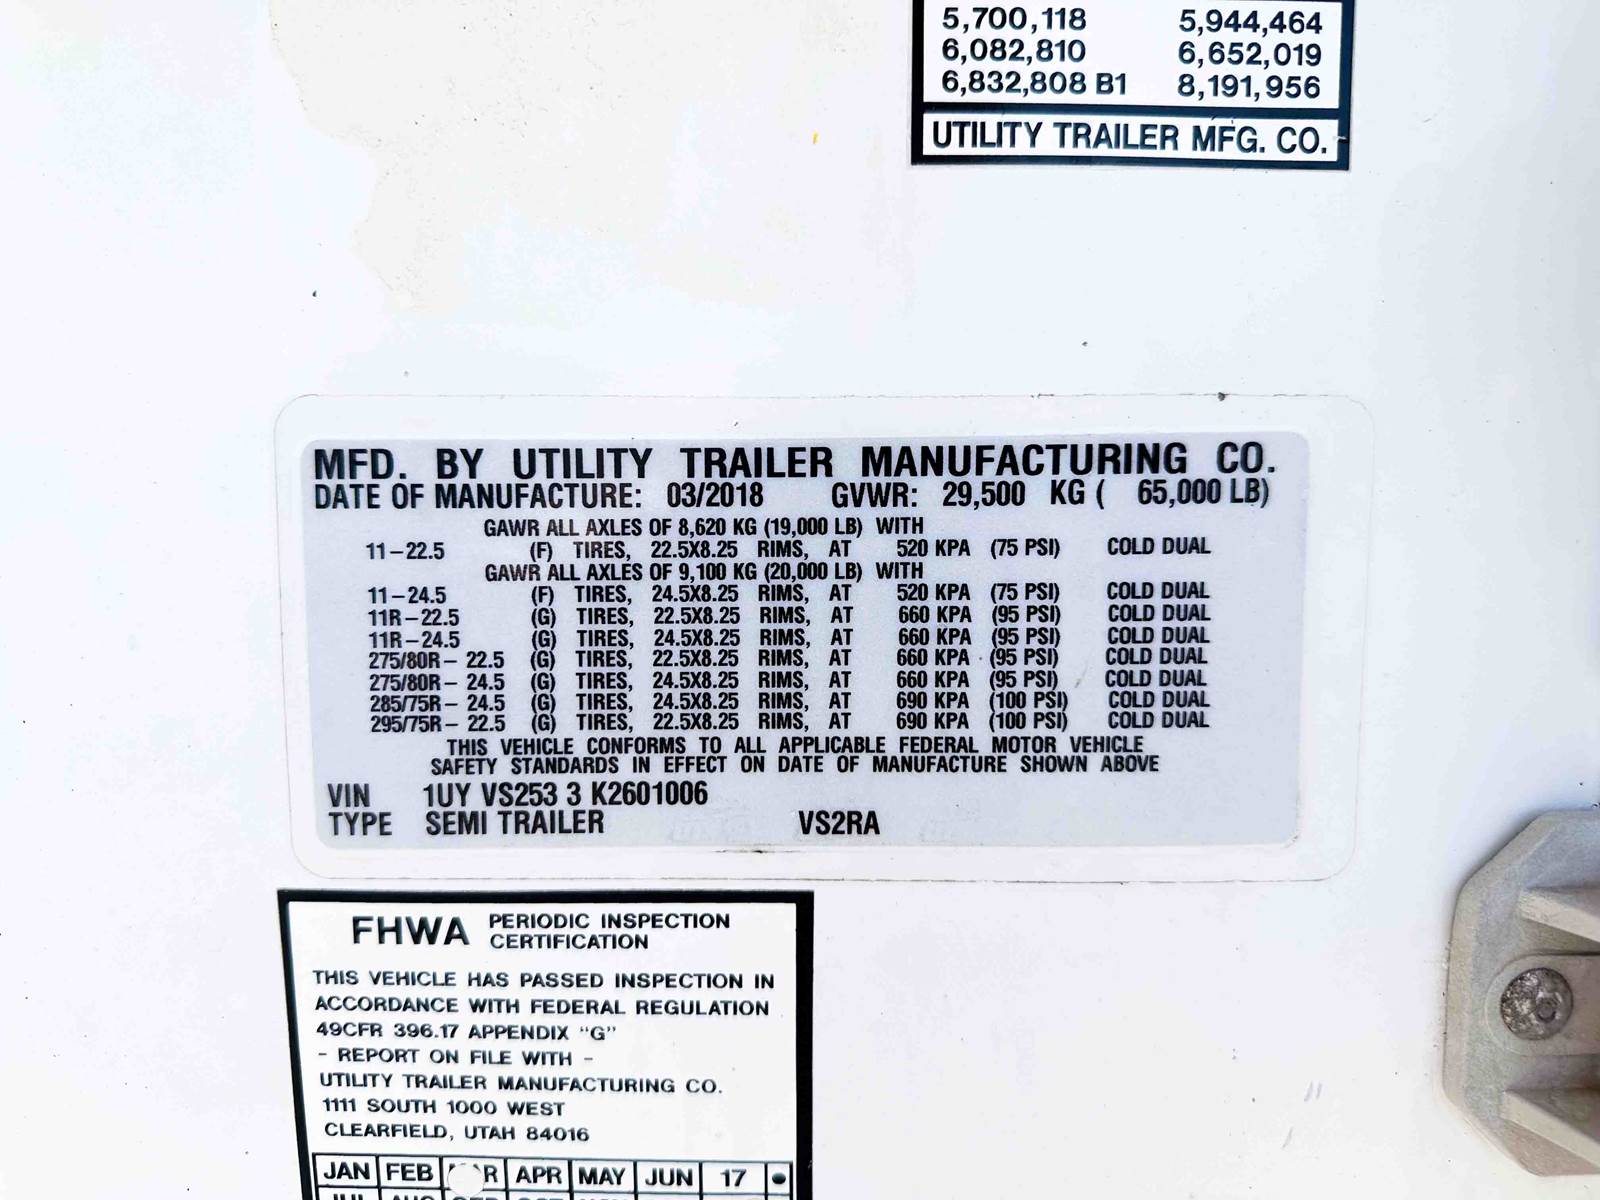 5,700,118 5,944,464
6,082,810 6,652,019
6,832,808 B1 8,191,956
UTILITY TRAILER MFG. CO.
MFD. BY UTILITY TRAILER MANUFACTURING CO.
DATE OF MANUFACTURE: 03/2018 GVWR: 29,500 KG ( 65,000 LB)
GAWR ALL AXLES OF 8,620 KG (19,000 LB) WITH
11-22.5 (F) TIRES, 22.5X8.25 RIMS, AT 520 KPA (75 PSI) COLD DUAL
GAWR ALL AXLES OF 9,100 KG (20,000 LB) WITH
11-24.5 (F) TIRES, 24.5X8.25 RIMS, AT 520 KPA (75 PSI) COLD DUAL
11R-22.5 (G) TIRES, 22.5X8.25 RIMS, AT 660 KPA (95 PSI) COLD DUAL
11R-24.5 (G) TIRES, 24.5X8.25 RIMS, AT 660 KPA (95 PSI) COLD DUAL
275/80R- 22.5 (G) TIRES, 22.5X8.25 RIMS, AT 660 KPA (95 PSI) COLD DUAL
275/80R- 24.5 (G) TIRES, 24.5X8.25 RIMS, AT 660 KPA (95 PSI) COLD DUAL
285/75R- 24.5 (G) TIRES, 24.5X8.25 RIMS, AT 690 KPA (100 PSI) COLD DUAL
295/75R- 22.5 (G) TIRES, 22.5X8.25 RIMS, AT 690 KPA (100 PSI) COLD DUAL
THIS VEHICLE CONFORMS TO ALL APPLICABLE FEDERAL MOTOR VEHICLE
SAFETY STANDARDS IN EFFECT ON DATE OF MANUFACTURE SHOWN ABOVE
VIN 1UY VS253 3 K2601006
TYPE SEMI TRAILER VS2RA
FHWA PERIODIC INSPECTION
CERTIFICATION
THIS VEHICLE HAS PASSED INSPECTION IN
ACCORDANCE WITH FEDERAL REGULATION
49CFR 396.17 APPENDIX "G"
- REPORT ON FILE WITH -
UTILITY TRAILER MANUFACTURING CO.
1111 SOUTH 1000 WEST
CLEARFIELD, UTAH 84016
JAN FEB APR MAY JUN 17